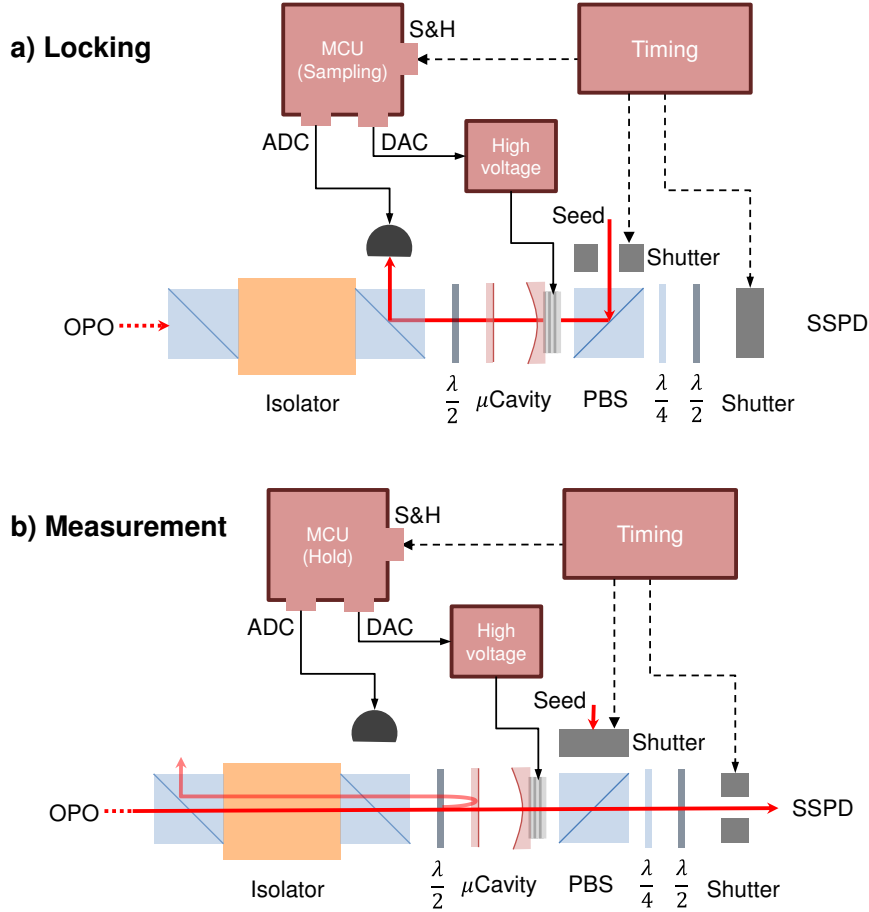 a) Locking
S&H
MCU
(Sampling)
Timing
ADC
DAC
High
voltage
Seed
Shutter
OPO
SSPD
Isolator
λ/2
μCavity
PBS
λ/4
λ/2
Shutter
b) Measurement
S&H
MCU
(Hold)
Timing
ADC
DAC
High
voltage
Seed
Shutter
OPO
SSPD
Isolator
λ/2
μCavity
PBS
λ/4
λ/2
Shutter